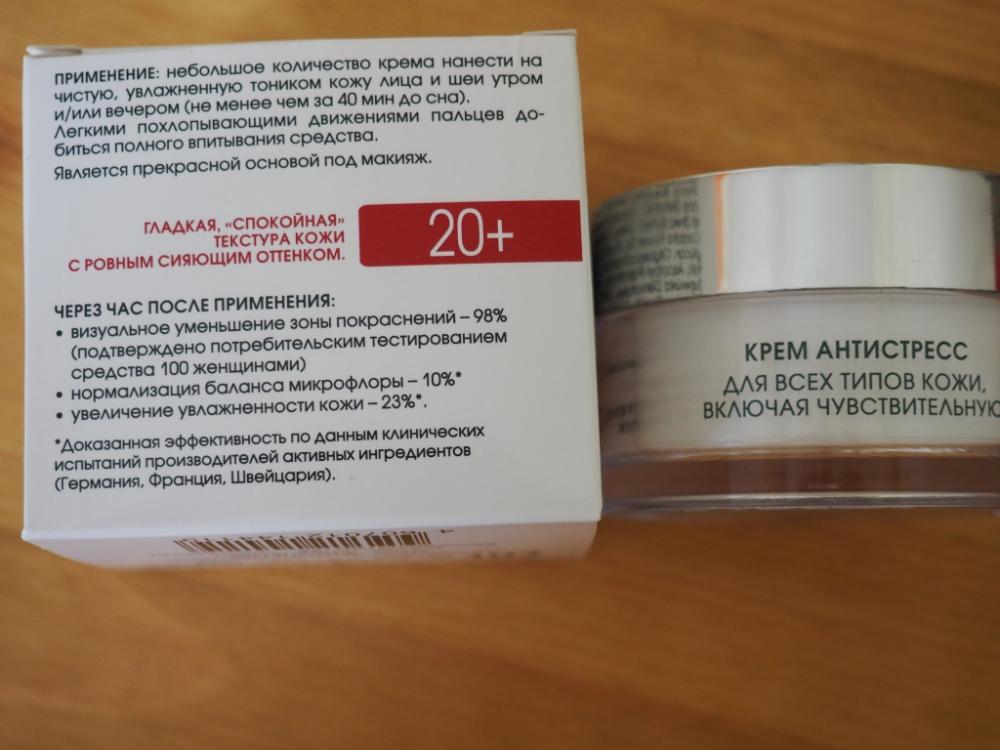 ПРИМЕНЕНИЕ: небольшое количество крема нанести на
чистую, увлажненную тоником кожу лица и шеи утром
и/или вечером (не менее чем за 40 мин до сна).
Легкими похлопывающими движениями пальцев до-
биться полного впитывания средства.
Является прекрасной основой под макияж.
ГЛАДКАЯ, «СПОКОЙНАЯ»
ТЕКСТУРА КОЖИ
С РОВНЫМ СИЯЮЩИМ ОТТЕНКОМ.
20+
ЧЕРЕЗ ЧАС ПОСЛЕ ПРИМЕНЕНИЯ:
• визуальное уменьшение зоны покраснений – 98%
(подтверждено потребительским тестированием
средства 100 женщинами)
• нормализация баланса микрофлоры – 10%*
• увеличение увлажненности кожи – 23%*.
*Доказанная эффективность по данным клинических
испытаний производителей активных ингредиентов
(Германия, Франция, Швейцария).
КРЕМ АНТИСТРЕСС
ДЛЯ ВСЕХ ТИПОВ КОЖИ,
ВКЛЮЧАЯ ЧУВСТВИТЕЛЬНУЮ